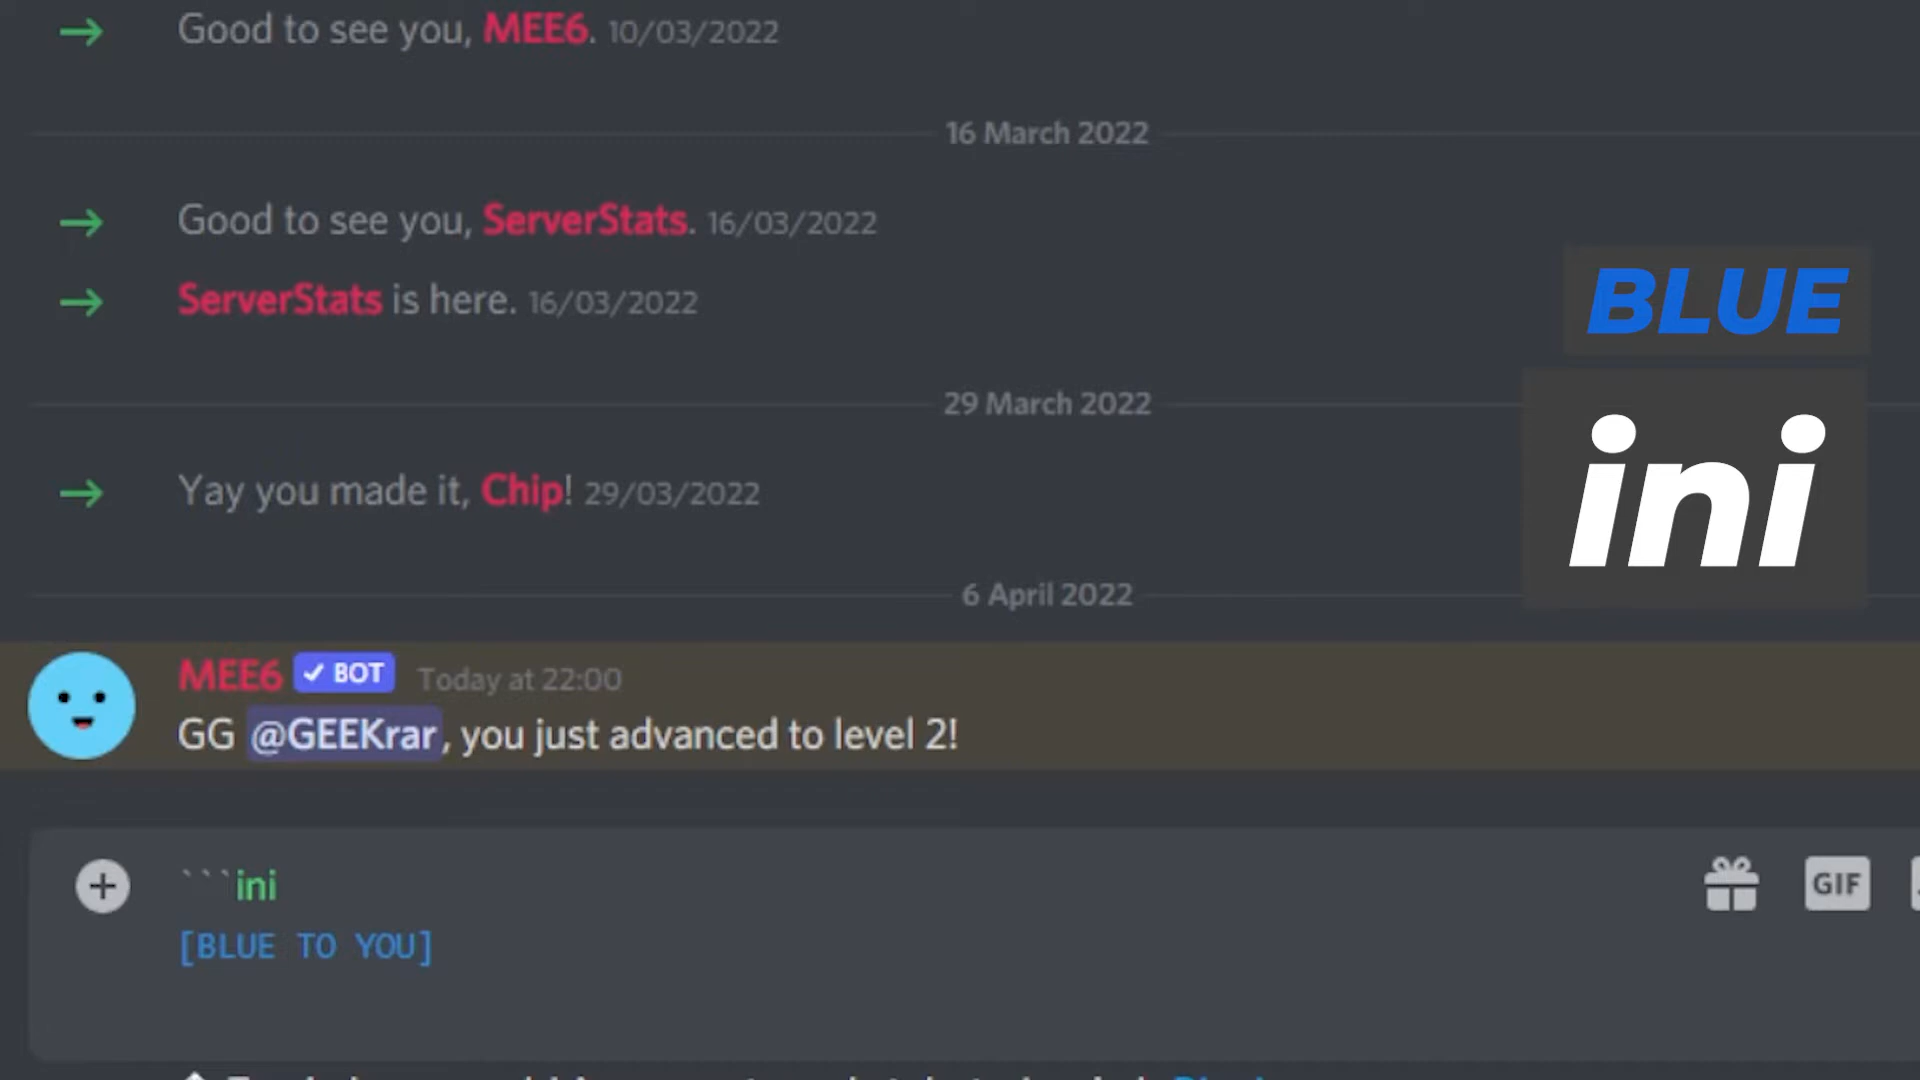 Good to see you, MEE6. 10/03/2022
16 March 2022
Good to see you, ServerStats. 16/03/2022
ServerStats is here. 16/03/2022
BLUE
29 March 2022
ini
Yay you made it, Chip! 29/03/2022
6 April 2022
MEE6 ✓ BOT Today at 22:00
GG @GEEKrar, you just advanced to level 2!
```ini
GIF
[BLUE TO YOU]